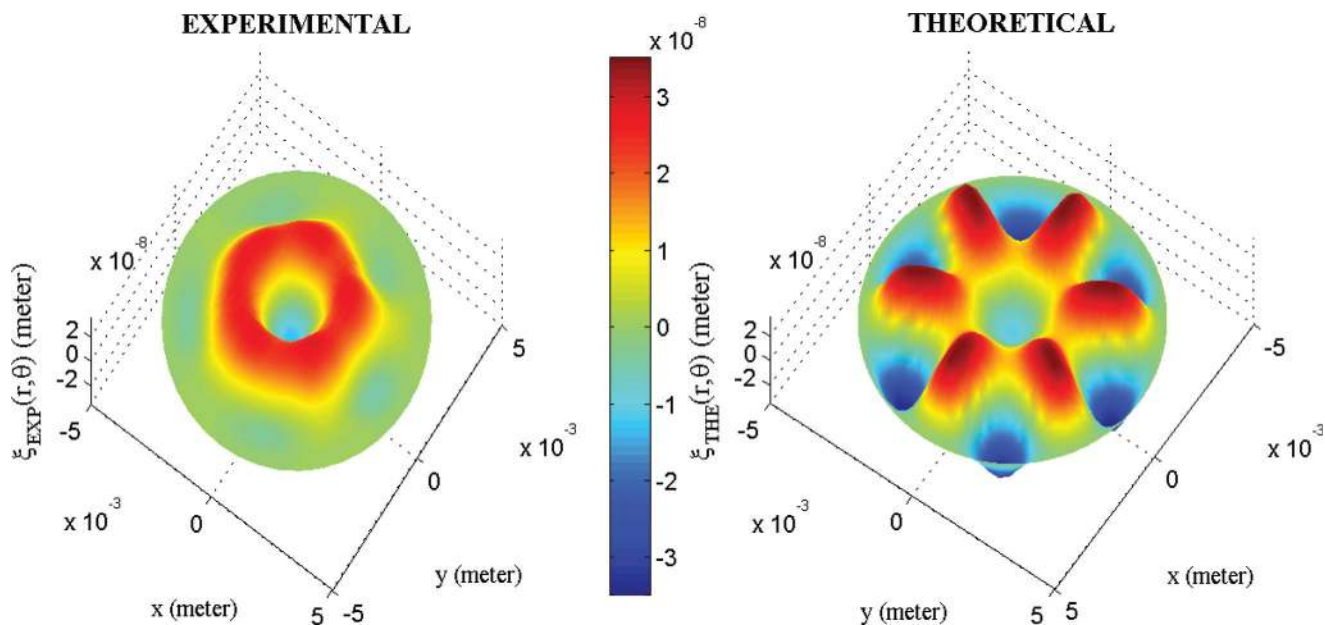 EXPERIMENTAL
x 10^-8
THEORETICAL
3
2
1
0
-1
-2
-3
x 10^-8
2
0
-2
ξ_EXP(r,θ) (meter)
-5
x 10^-3
0
x (meter)
5
-5
y (meter)
0
x 10^-3
5
x 10^-8
2
0
-2
ξ_THE(r,θ) (meter)
-5
x 10^-3
0
y (meter)
5
5
x (meter)
0
x 10^-3
-5